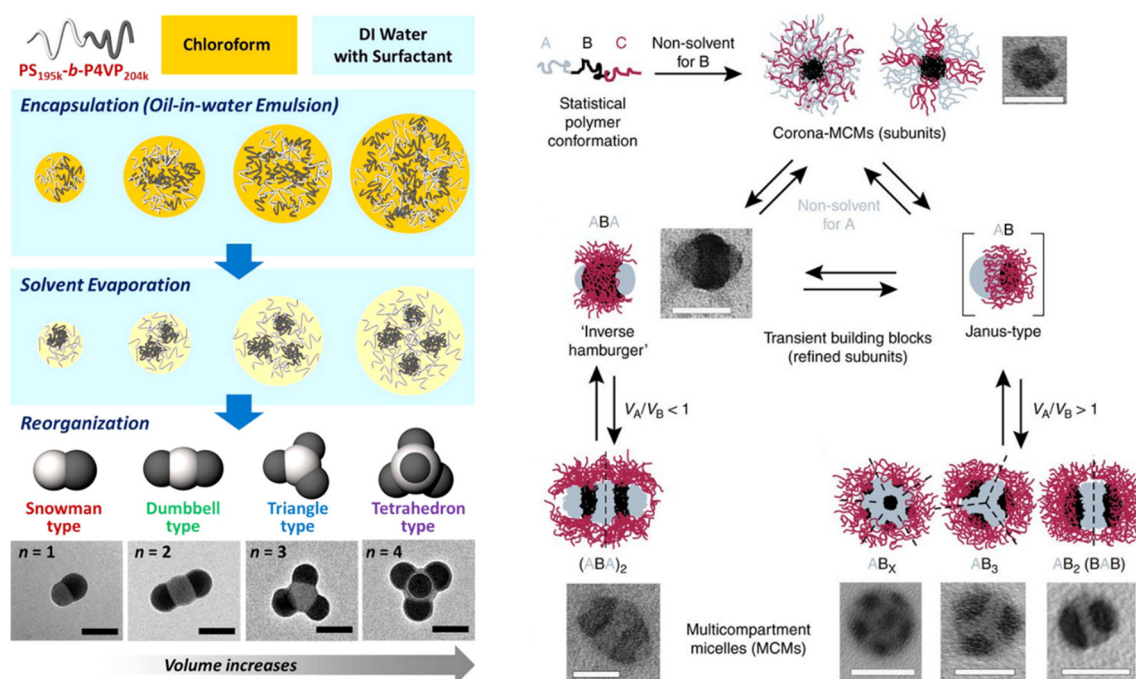 PS195k-b-P4VP204k
Chloroform
DI Water
with Surfactant
Encapsulation (Oil-in-water Emulsion)
Solvent Evaporation
Reorganization
Snowman
type
Dumbbell
type
Triangle
type
Tetrahedron
type
n = 1
n = 2
n = 3
n = 4
Volume increases
A
B
C
Non-solvent
for B
Statistical
polymer
conformation
Corona-MCMs (subunits)
Non-solvent
for A
ABA
AB
'Inverse
hamburger'
Transient building blocks
(refined subunits)
Janus-type
VA/VB < 1
VA/VB > 1
(ABA)2
ABX
AB3
AB2 (BAB)
Multicompartment
micelles (MCMs)